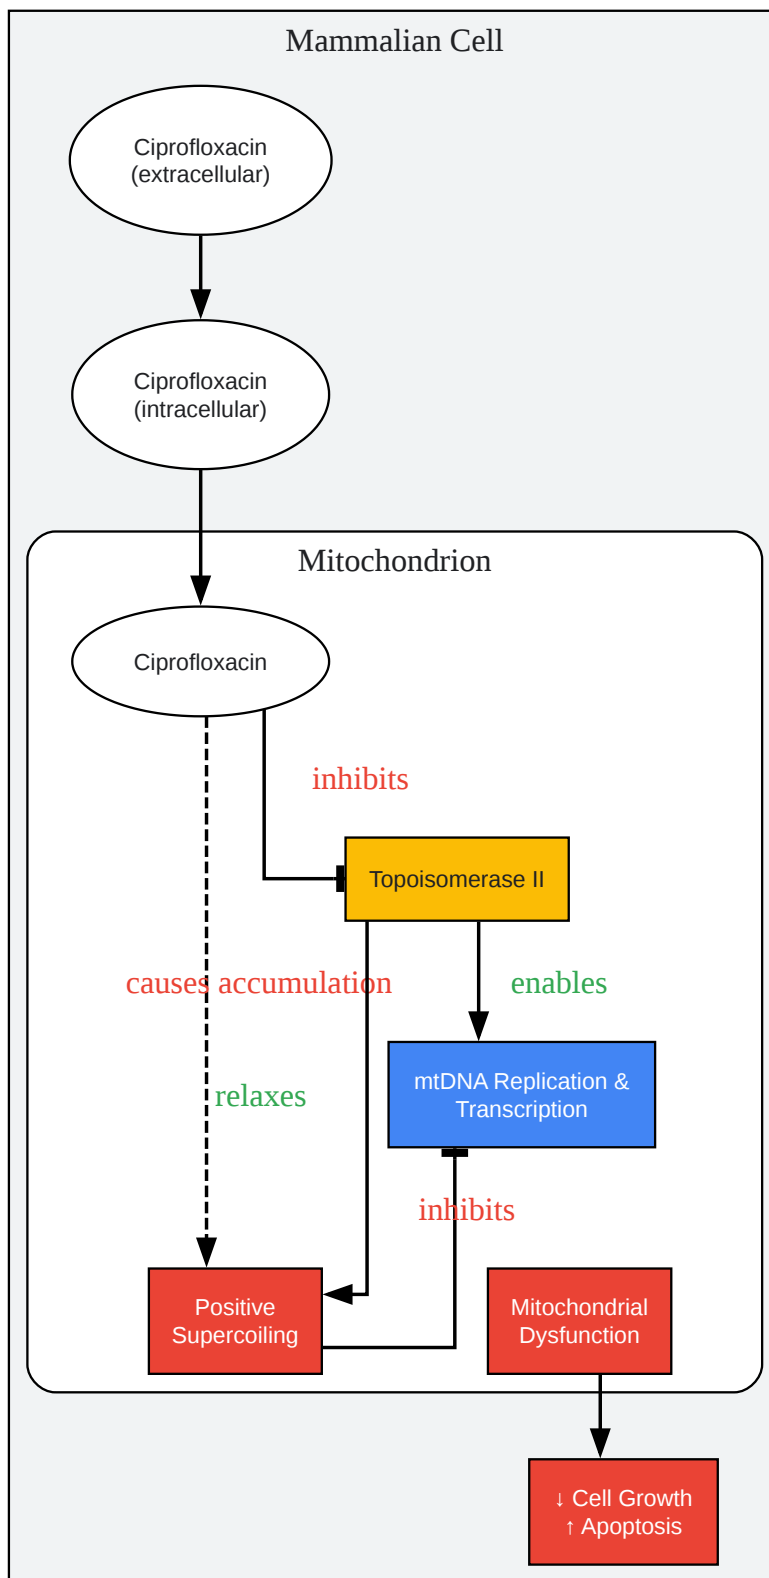 Mammalian Cell
Ciprofloxacin
(extracellular)
Ciprofloxacin
(intracellular)
Mitochondrion
Ciprofloxacin
inhibits
Topoisomerase II
causes accumulation
enables
mtDNA Replication &
Transcription
relaxes
inhibits
Positive
Supercoiling
Mitochondrial
Dysfunction
↓ Cell Growth
↑ Apoptosis